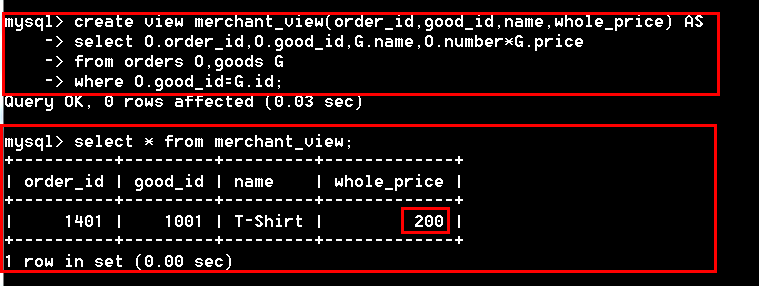 mysql> create view merchant_view(order_id,good_id,name,whole_price) AS
    -> select O.order_id,O.good_id,G.name,O.number*G.price
    -> from orders O,goods G
    -> where O.good_id=G.id;
Query OK, 0 rows affected (0.03 sec)
mysql> select * from merchant_view;
+----------+---------+---------+-------------+
| order_id | good_id | name    | whole_price |
+----------+---------+---------+-------------+
|     1401 |    1001 | T-Shirt |         200 |
+----------+---------+---------+-------------+
1 row in set (0.00 sec)